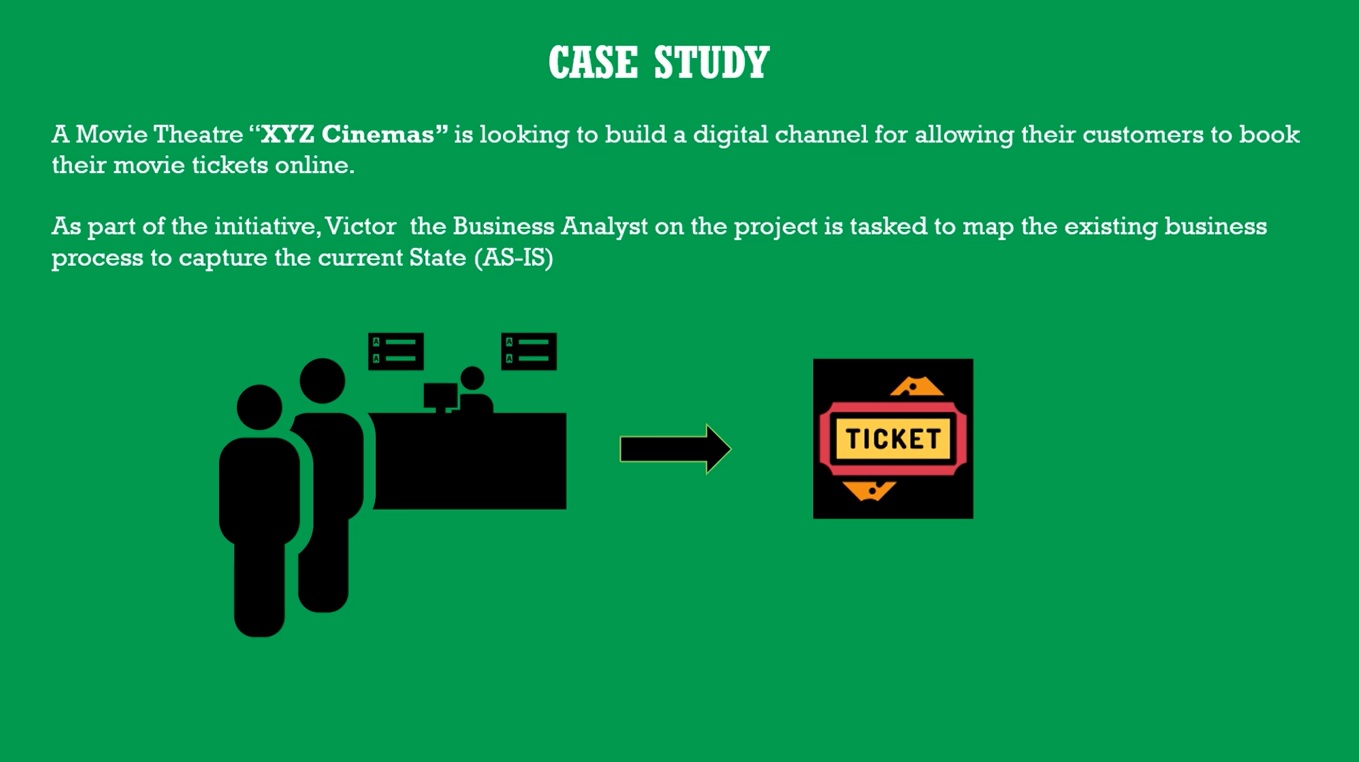 CASE STUDY
A Movie Theatre “XYZ Cinemas” is looking to build a digital channel for allowing their customers to book
their movie tickets online.
As part of the initiative, Victor the Business Analyst on the project is tasked to map the existing business
process to capture the current State (AS-IS)
A
A
A
A
TICKET